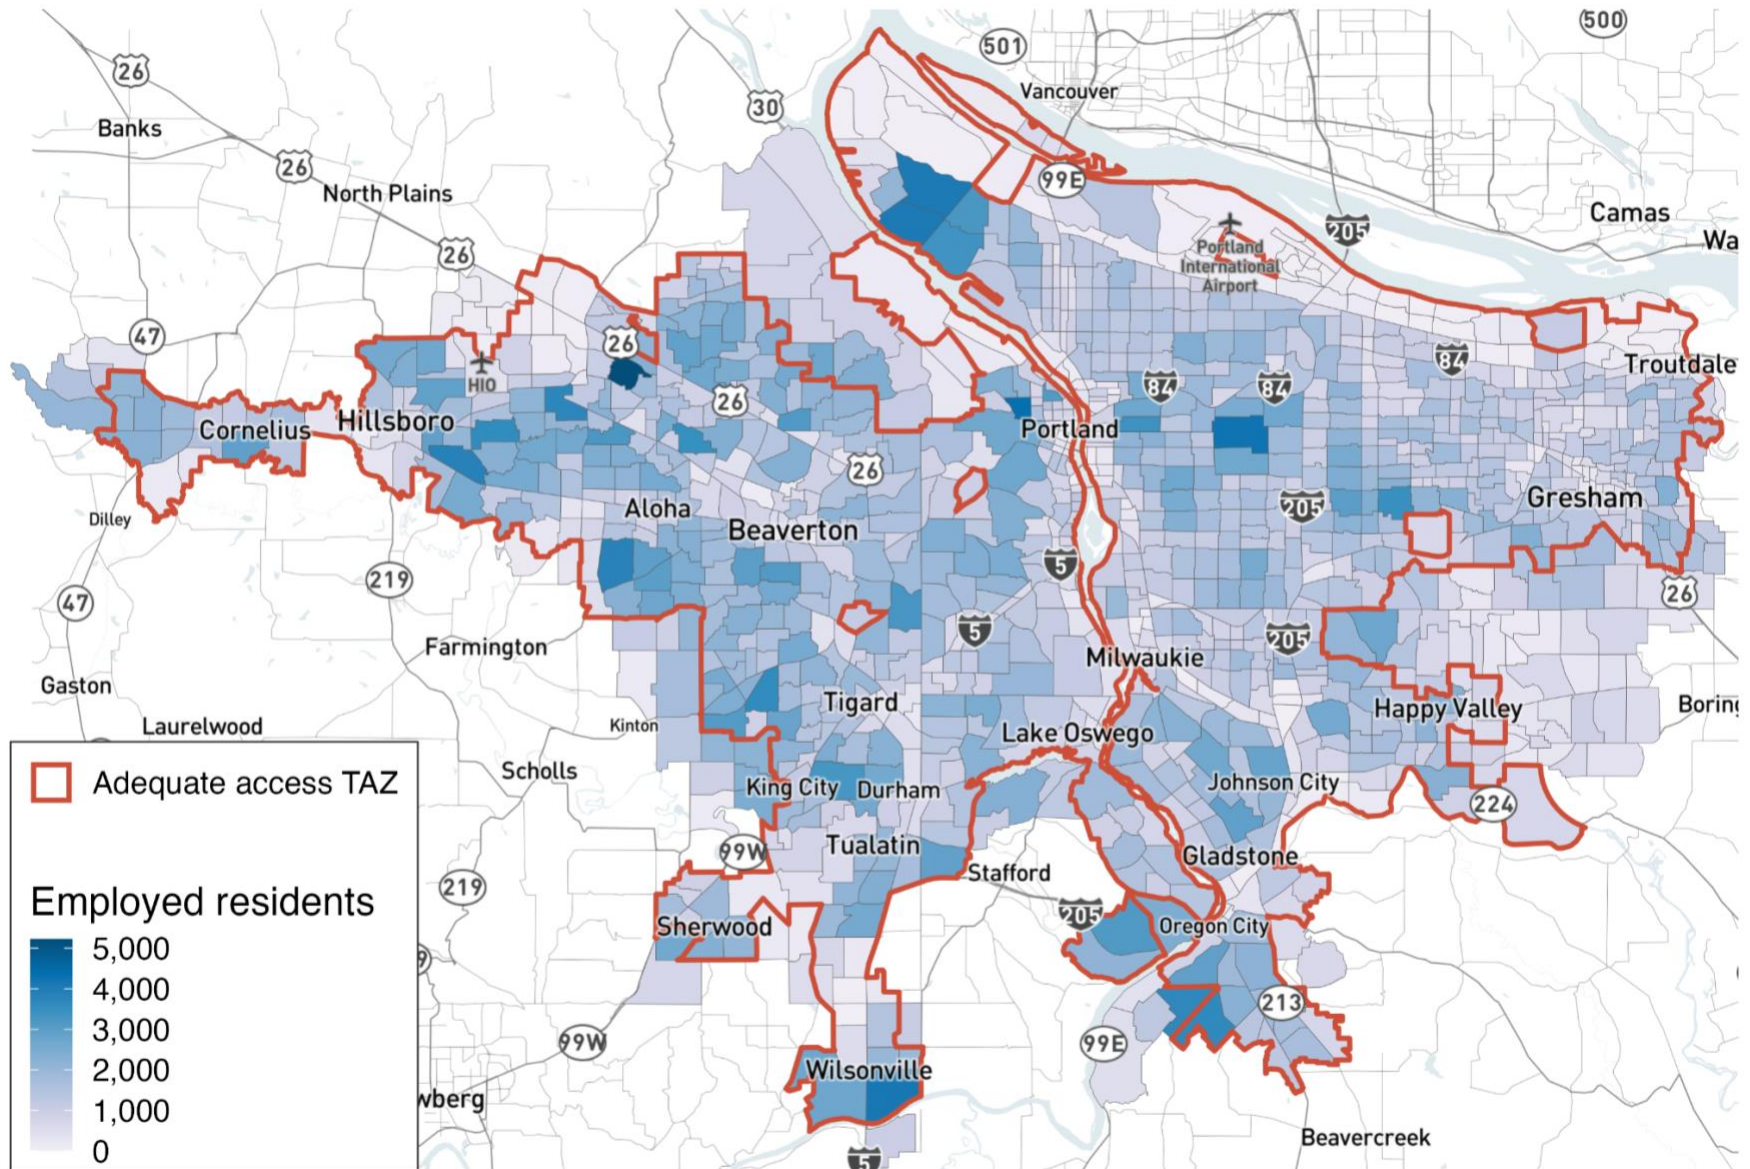 500
501
26
Vancouver
30
Banks
26
99E
North Plains
Camas
205
Wa
26
Portland
International
Airport
47
26
84
Troutdale
HIO
84
84
26
Hillsboro
Cornelius
Portland
26
Gresham
Aloha
205
Dilley
Beaverton
5
219
47
26
5
205
Farmington
Milwaukie
Gaston
Tigard
Happy Valley
Boring
Laurelwood
Kinton
Lake Oswego
Scholls
King City
Durham
Johnson City
Adequate access TAZ
224
Tualatin
99W
Gladstone
Stafford
219
Employed residents
205
Sherwood
Oregon City
5,000
9
4,000
213
3,000
99W
99E
2,000
Wilsonville
1,000
wberg
0
Beavercreek
5